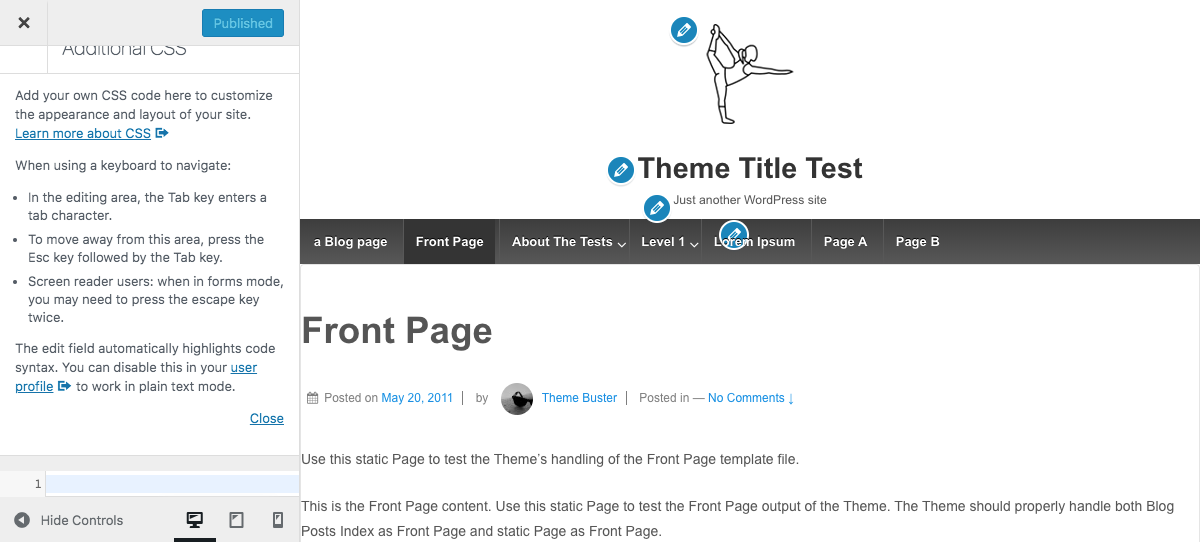 Published
Additional CSS
Add your own CSS code here to customize
the appearance and layout of your site.
Learn more about CSS
When using a keyboard to navigate:
In the editing area, the Tab key enters a
tab character.
To move away from this area, press the
Esc key followed by the Tab key.
Screen reader users: when in forms mode,
you may need to press the escape key
twice.
The edit field automatically highlights code
syntax. You can disable this in your user
profile to work in plain text mode.
Close
1
Hide Controls
Theme Title Test
Just another WordPress site
a Blog page Front Page About The Tests Level 1 Lorem Ipsum Page A Page B
Front Page
Posted on May 20, 2011 | by Theme Buster | Posted in — No Comments ↓
Use this static Page to test the Theme’s handling of the Front Page template file.
This is the Front Page content. Use this static Page to test the Front Page output of the Theme. The Theme should properly handle both Blog
Posts Index as Front Page and static Page as Front Page.